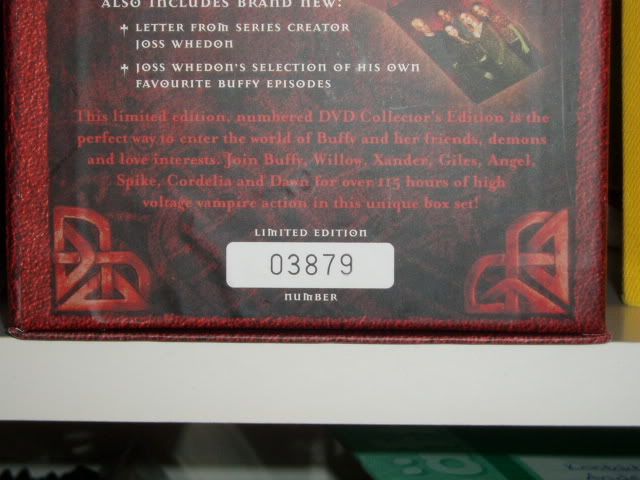 ALSO INCLUDES BRAND NEW:
† LETTER FROM SERIES CREATOR
JOSS WHEDON
† JOSS WHEDON'S SELECTION OF HIS OWN
FAVOURITE BUFFY EPISODES
This limited edition, numbered DVD Collector's Edition is the
perfect way to enter the world of Buffy and her friends, demons
and love interests. Join Buffy, Willow, Xander, Giles, Angel,
Spike, Cordelia and Dawn for over 115 hours of high
voltage vampire action in this unique box set!
LIMITED EDITION
03879
NUMBER